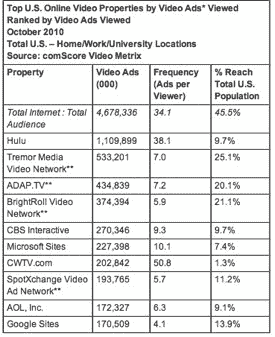 Top U.S. Online Video Properties by Video Ads* Viewed
Ranked by Video Ads Viewed
October 2010
Total U.S. – Home/Work/University Locations
Source: comScore Video Metrix
Property Video Ads (000) Frequency (Ads per Viewer) % Reach Total U.S. Population
Total Internet : Total Audience 4,678,336 34.1 45.5%
Hulu 1,109,899 38.1 9.7%
Tremor Media Video Network** 533,201 7.0 25.1%
ADAP.TV** 434,839 7.2 20.1%
BrightRoll Video Network** 374,394 5.9 21.1%
CBS Interactive 270,346 9.3 9.7%
Microsoft Sites 227,398 10.1 7.4%
CWTV.com 202,842 50.8 1.3%
SpotXchange Video Ad Network** 193,765 5.7 11.2%
AOL, Inc. 172,327 6.3 9.1%
Google Sites 170,509 4.1 13.9%